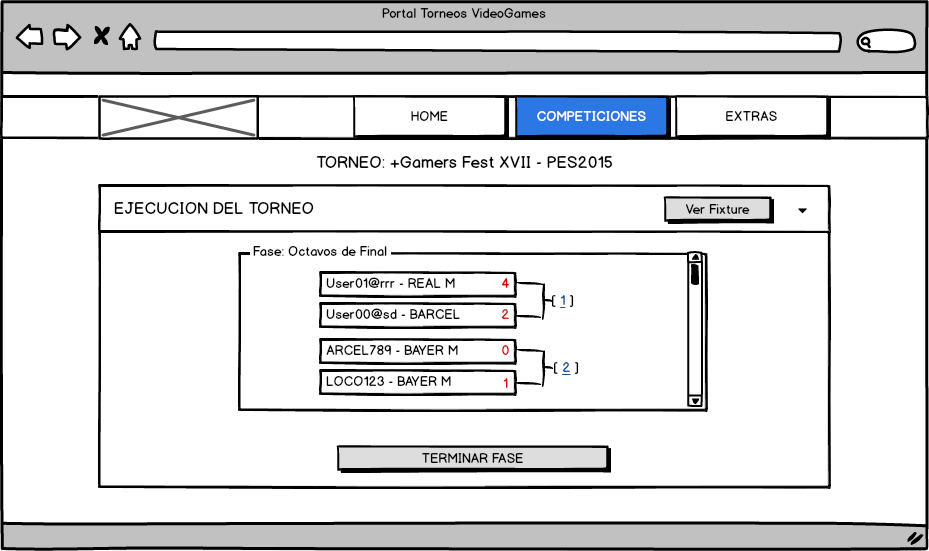 Portal Torneos VideoGames
HOME
COMPETICIONES
EXTRAS
TORNEO: +Gamers Fest XVII - PES2015
EJECUCION DEL TORNEO
Ver Fixture
Fase: Octavos de Final
User01@rrr - REAL M 4
User00@sd - BARCEL 2
[ 1 ]
ARCEL789 - BAYER M 0
LOCO123 - BAYER M 1
[ 2 ]
TERMINAR FASE